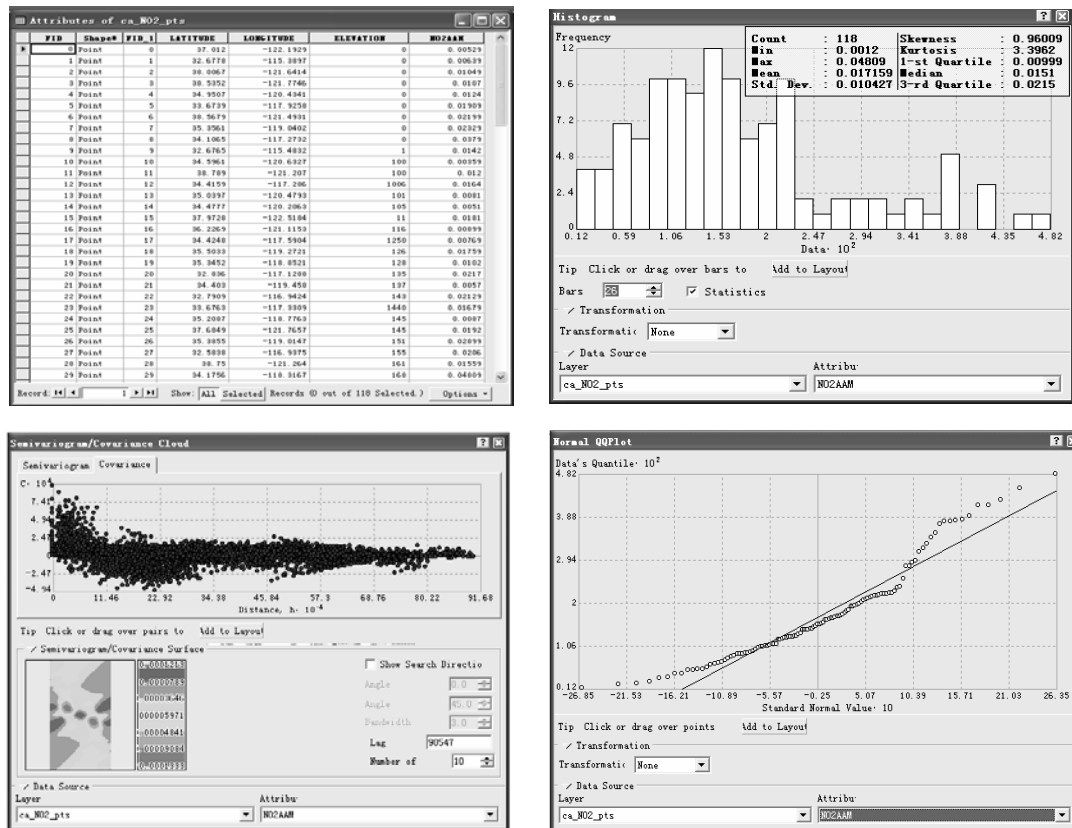 Attributes of ca_NO2_pts
FID Shape* FID_1 LATITUDE LONGITUDE ELEVATION NO2AAM
0 Point 0 37.012 -122.1929 0 0.00529
1 Point 1 32.6778 -115.3897 0 0.00639
2 Point 2 38.0067 -121.6414 0 0.01049
3 Point 3 38.5352 -121.7746 0 0.0107
4 Point 4 34.9507 -120.4341 0 0.0124
5 Point 5 33.6739 -117.9258 0 0.01909
6 Point 6 38.5679 -121.4931 0 0.02199
7 Point 7 35.3561 -119.0402 0 0.02329
8 Point 8 34.1065 -117.2732 0 0.0379
9 Point 9 32.6765 -115.4832 1 0.0142
10 Point 10 34.5961 -120.6327 100 0.00359
11 Point 11 38.789 -121.207 100 0.012
12 Point 12 34.4159 -117.286 1006 0.0164
13 Point 13 35.0397 -120.4793 101 0.0081
14 Point 14 34.4777 -120.2063 105 0.0051
15 Point 15 37.9728 -122.5184 11 0.0181
16 Point 16 36.2269 -121.1153 116 0.00899
17 Point 17 34.4248 -117.5904 1250 0.00769
18 Point 18 35.5033 -119.2721 126 0.01759
19 Point 19 35.3452 -118.8521 128 0.0102
20 Point 20 32.836 -117.1288 135 0.0217
21 Point 21 34.403 -119.458 137 0.0057
22 Point 22 32.7909 -116.9424 143 0.02129
23 Point 23 33.6763 -117.3309 1440 0.01679
24 Point 24 35.2087 -118.7763 145 0.0087
25 Point 25 37.6849 -121.7657 145 0.0192
26 Point 26 35.3855 -119.0147 151 0.02899
27 Point 27 32.5838 -116.9375 155 0.0206
28 Point 28 38.75 -121.264 161 0.01559
29 Point 29 34.1756 -118.3167 168 0.04809
Record: 1 Show: All Selected Records (0 out of 118 Selected.) Options
Histogram
Frequency
Count : 118 Skewness : 0.96009
Min : 0.0012 Kurtosis : 3.3962
Max : 0.04809 1-st Quartile : 0.00999
Mean : 0.017159 Median : 0.0151
Std. Dev. : 0.010427 3-rd Quartile : 0.0215
12
9.6
7.2
4.8
2.4
0
0.12 0.59 1.06 1.53 2 2.47 2.94 3.41 3.88 4.35 4.82
Data· 10²
Tip Click or drag over bars to Add to Layout
Bars 26 Statistics
Transformation
Transformatic None
Data Source
Layer Attribu·
ca_NO2_pts NO2AAM
Semivariogram/Covariance Cloud
Semivariogram Covariance
C· 10⁴
7.41
4.94
2.47
0
-2.47
-4.94
0 11.46 22.92 34.38 45.84 57.3 68.76 80.22 91.68
Distance, h· 10⁻⁴
Tip Click or drag over pairs to Add to Layout
Semivariogram/Covariance Surface
Show Search Directio
Angle 0.0
Angle 45.0
Bandwidth 3.0
Lag 90547
Number of 10
000005971
Data Source
Layer Attribu·
ca_NO2_pts NO2AAM
Normal QQPlot
Data's Quantile· 10²
4.82
3.88
2.94
2
1.06
0.12
-26.85 -21.53 -16.21 -10.89 -5.57 -0.25 5.07 10.39 15.71 21.03 26.35
Standard Normal Value· 10
Tip Click or drag over points Add to Layout
Transformation
Transformatic None
Data Source
Layer Attribu·
ca_NO2_pts NO2AAM